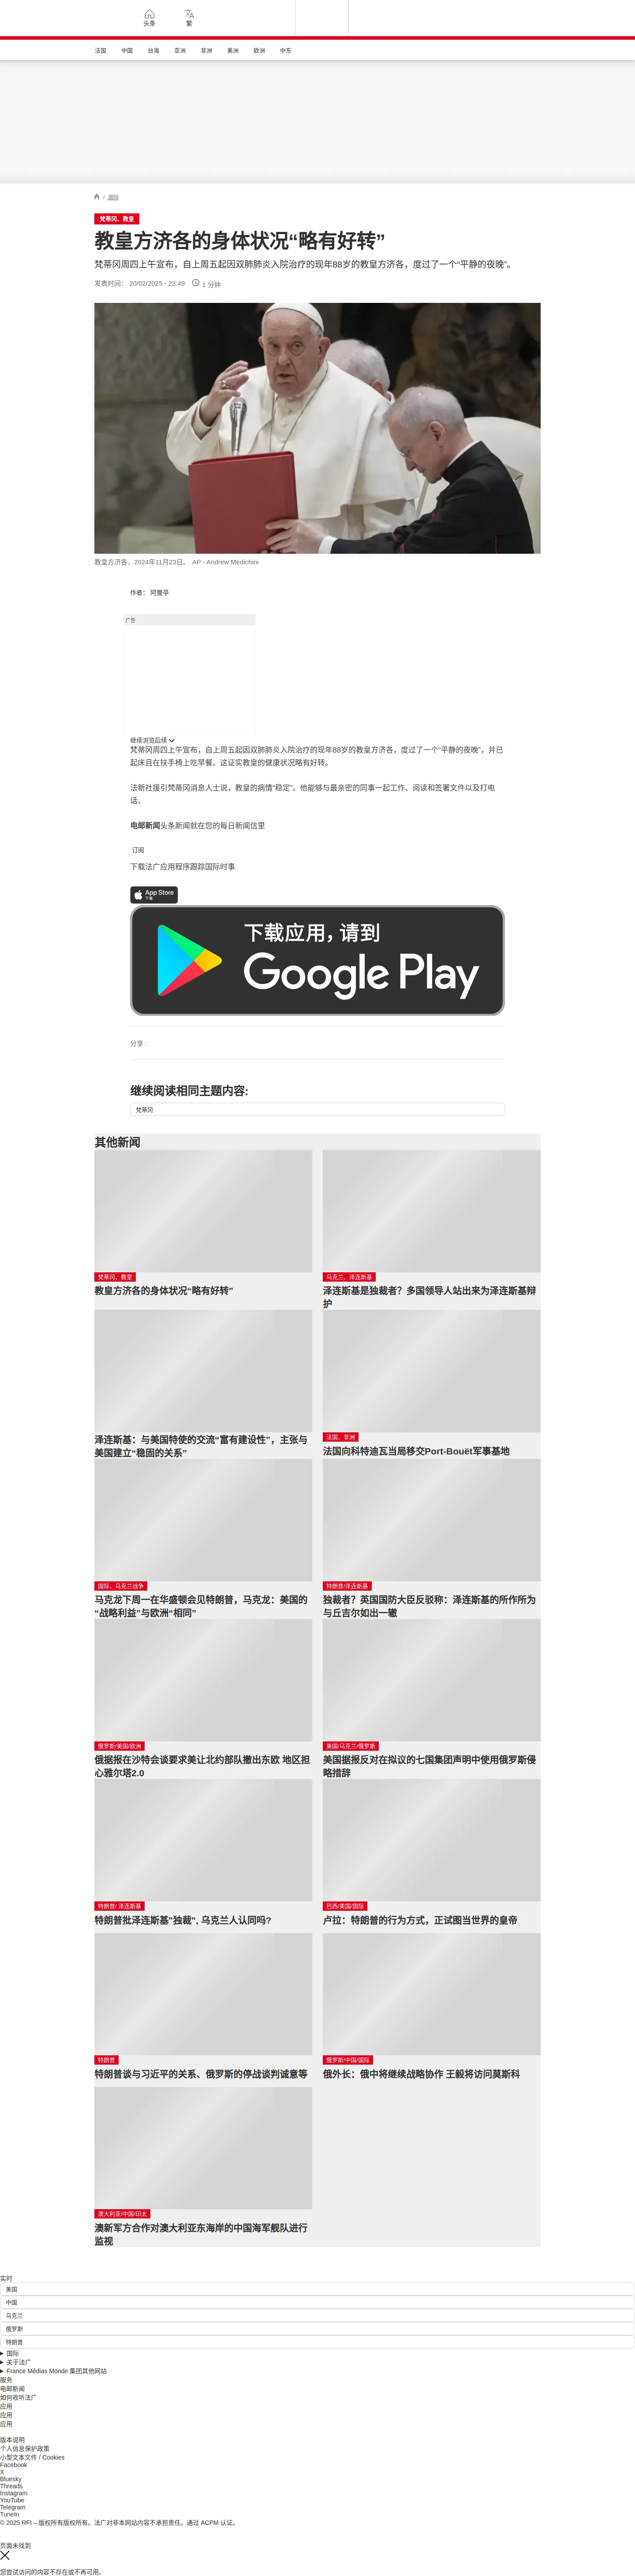 头条
繁
法国
中国
台海
亚洲
非洲
美洲
欧洲
中东
/ 国际
梵蒂冈、教皇
教皇方济各的身体状况“略有好转”
梵蒂冈周四上午宣布，自上周五起因双肺肺炎入院治疗的现年88岁的教皇方济各，度过了一个“平静的夜晚”。
发表时间： 20/02/2025 - 23:49
1 分钟
教皇方济各，2024年11月23日。 AP - Andrew Medichini
作者： 阿曼亭
广告
继续浏览后续
梵蒂冈周四上午宣布，自上周五起因双肺肺炎入院治疗的现年88岁的教皇方济各，度过了一个“平静的夜晚”，并已
起床且在扶手椅上吃早餐。这证实教皇的健康状况略有好转。
法新社援引梵蒂冈消息人士说，教皇的病情“稳定”。他能够与最亲密的同事一起工作、阅读和签署文件以及打电
话。
电邮新闻头条新闻就在您的每日新闻信里
订阅
下载法广应用程序跟踪国际时事
App Store
下载
下载应用，请到
Google Play
分享 :
继续阅读相同主题内容:
梵蒂冈
其他新闻
梵蒂冈、教皇
教皇方济各的身体状况“略有好转”
乌克兰、泽连斯基
泽连斯基是独裁者？多国领导人站出来为泽连斯基辩
护
泽连斯基：与美国特使的交流“富有建设性”，主张与
美国建立“稳固的关系”
法国、非洲
法国向科特迪瓦当局移交Port-Bouët军事基地
国际、乌克兰战争
马克龙下周一在华盛顿会见特朗普，马克龙：美国的
“战略利益”与欧洲“相同”
特朗普/泽连斯基
独裁者？英国国防大臣反驳称：泽连斯基的所作所为
与丘吉尔如出一辙
俄罗斯/美国/欧洲
俄据报在沙特会谈要求美让北约部队撤出东欧 地区担
心雅尔塔2.0
美国/乌克兰/俄罗斯
美国据报反对在拟议的七国集团声明中使用俄罗斯侵
略措辞
特朗普/ 泽连斯基
特朗普批泽连斯基"独裁", 乌克兰人认同吗?
巴西/美国/国际
卢拉：特朗普的行为方式，正试图当世界的皇帝
特朗普
特朗普谈与习近平的关系、俄罗斯的停战谈判诚意等
俄罗斯/中国/国际
俄外长：俄中将继续战略协作 王毅将访问莫斯科
澳大利亚/中国/印太
澳新军方合作对澳大利亚东海岸的中国海军舰队进行
监视
实时
美国
中国
乌克兰
俄罗斯
特朗普
国际
关于法广
France Médias Monde 集团其他网站
服务
电邮新闻
如何收听法广
应用
应用
应用
版本说明
个人信息保护政策
小型文本文件 / Cookies
Facebook
X
Bluesky
Threads
Instagram
YouTube
Telegram
TuneIn
© 2025 RFI – 版权所有版权所有。法广对非本网站内容不承担责任。通过 ACPM 认证。
页面未找到
您尝试访问的内容不存在或不再可用。